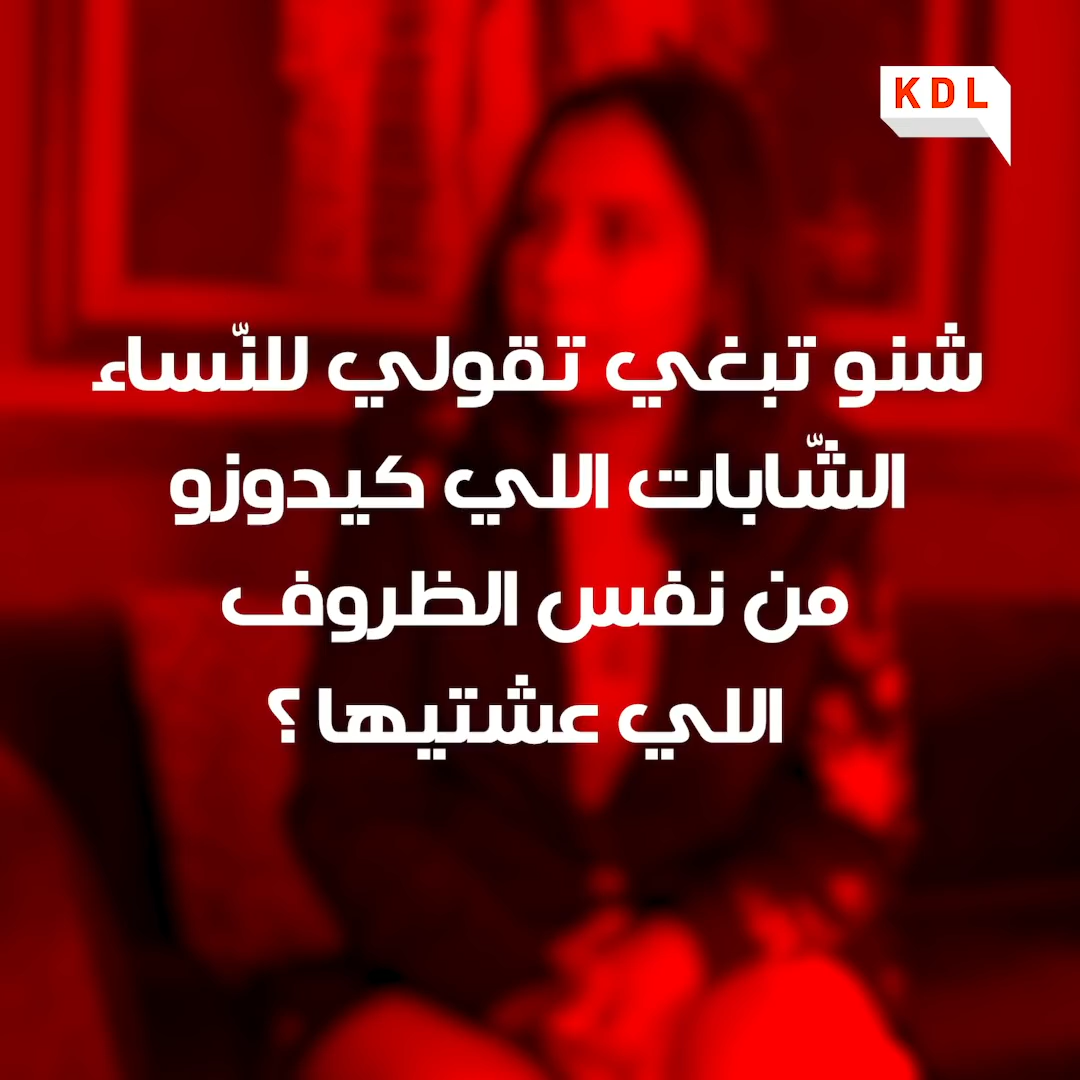 KDL
شنو تبغي تقولي للنّساء
الشّابات اللي كيدوزو
من نفس الظروف
اللي عشتيها؟